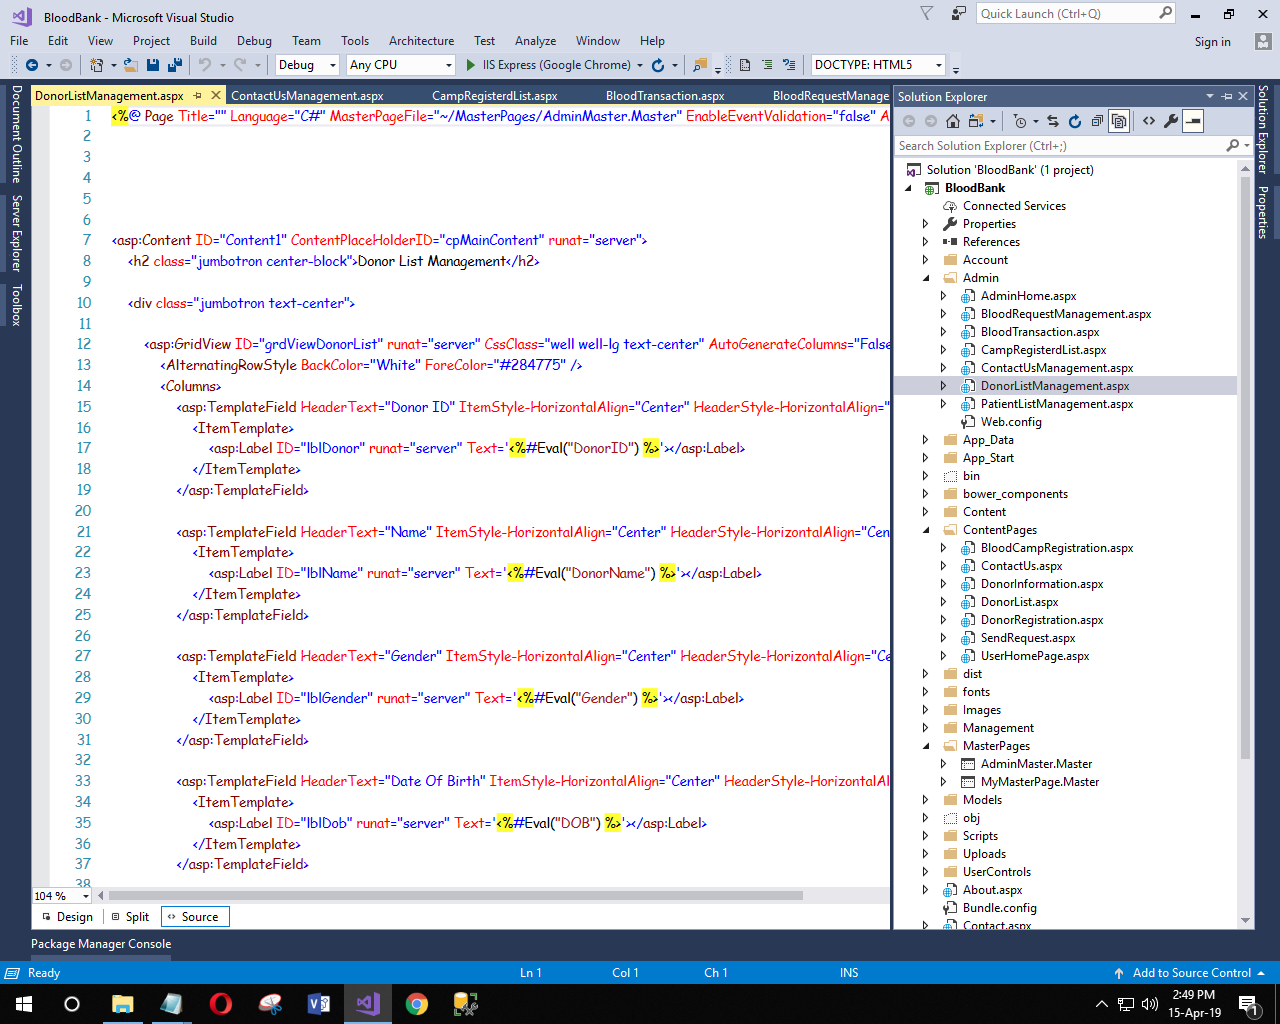 BloodBank - Microsoft Visual Studio
Quick Launch (Ctrl+Q)
File Edit View Project Build Debug Team Tools Architecture Test Analyze Window Help
Sign in
Debug Any CPU IIS Express (Google Chrome) DOCTYPE: HTML5
Document Outline
Server Explorer
Toolbox
DonorListManagement.aspx ContactUsManagement.aspx CampRegisterdList.aspx BloodTransaction.aspx BloodRequestManage
1 <%@ Page Title="" Language="C#" MasterPageFile="~/MasterPages/AdminMaster.Master" EnableEventValidation="false" A
2
3
4
5
6
7 <asp:Content ID="Content1" ContentPlaceHolderID="cpMainContent" runat="server">
8 <h2 class="jumbotron center-block">Donor List Management</h2>
9
10 <div class="jumbotron text-center">
11
12 <asp:GridView ID="grdViewDonorList" runat="server" CssClass="well well-lg text-center" AutoGenerateColumns="False
13 <AlternatingRowStyle BackColor="White" ForeColor="#284775" />
14 <Columns>
15 <asp:TemplateField HeaderText="Donor ID" ItemStyle-HorizontalAlign="Center" HeaderStyle-HorizontalAlign="
16 <ItemTemplate>
17 <asp:Label ID="lblDonor" runat="server" Text='<%#Eval("DonorID") %>'></asp:Label>
18 </ItemTemplate>
19 </asp:TemplateField>
20
21 <asp:TemplateField HeaderText="Name" ItemStyle-HorizontalAlign="Center" HeaderStyle-HorizontalAlign="Cen
22 <ItemTemplate>
23 <asp:Label ID="lblName" runat="server" Text='<%#Eval("DonorName") %>'></asp:Label>
24 </ItemTemplate>
25 </asp:TemplateField>
26
27 <asp:TemplateField HeaderText="Gender" ItemStyle-HorizontalAlign="Center" HeaderStyle-HorizontalAlign="Ce
28 <ItemTemplate>
29 <asp:Label ID="lblGender" runat="server" Text='<%#Eval("Gender") %>'></asp:Label>
30 </ItemTemplate>
31 </asp:TemplateField>
32
33 <asp:TemplateField HeaderText="Date Of Birth" ItemStyle-HorizontalAlign="Center" HeaderStyle-HorizontalAl
34 <ItemTemplate>
35 <asp:Label ID="lblDob" runat="server" Text='<%#Eval("DOB") %>'></asp:Label>
36 </ItemTemplate>
37 </asp:TemplateField>
38
104 %
Design Split Source
Package Manager Console
Solution Explorer
Search Solution Explorer (Ctrl+;)
Solution 'BloodBank' (1 project)
BloodBank
Connected Services
Properties
References
Account
Admin
AdminHome.aspx
BloodRequestManagement.aspx
BloodTransaction.aspx
CampRegisterdList.aspx
ContactUsManagement.aspx
DonorListManagement.aspx
PatientListManagement.aspx
Web.config
App_Data
App_Start
bin
bower_components
Content
ContentPages
BloodCampRegistration.aspx
ContactUs.aspx
DonorInformation.aspx
DonorList.aspx
DonorRegistration.aspx
SendRequest.aspx
UserHomePage.aspx
dist
fonts
Images
Management
MasterPages
AdminMaster.Master
MyMasterPage.Master
Models
obj
Scripts
Uploads
UserControls
About.aspx
Bundle.config
Contact.aspx
Solution Explorer
Properties
Ready Ln 1 Col 1 Ch 1 INS Add to Source Control
2:49 PM
15-Apr-19
1